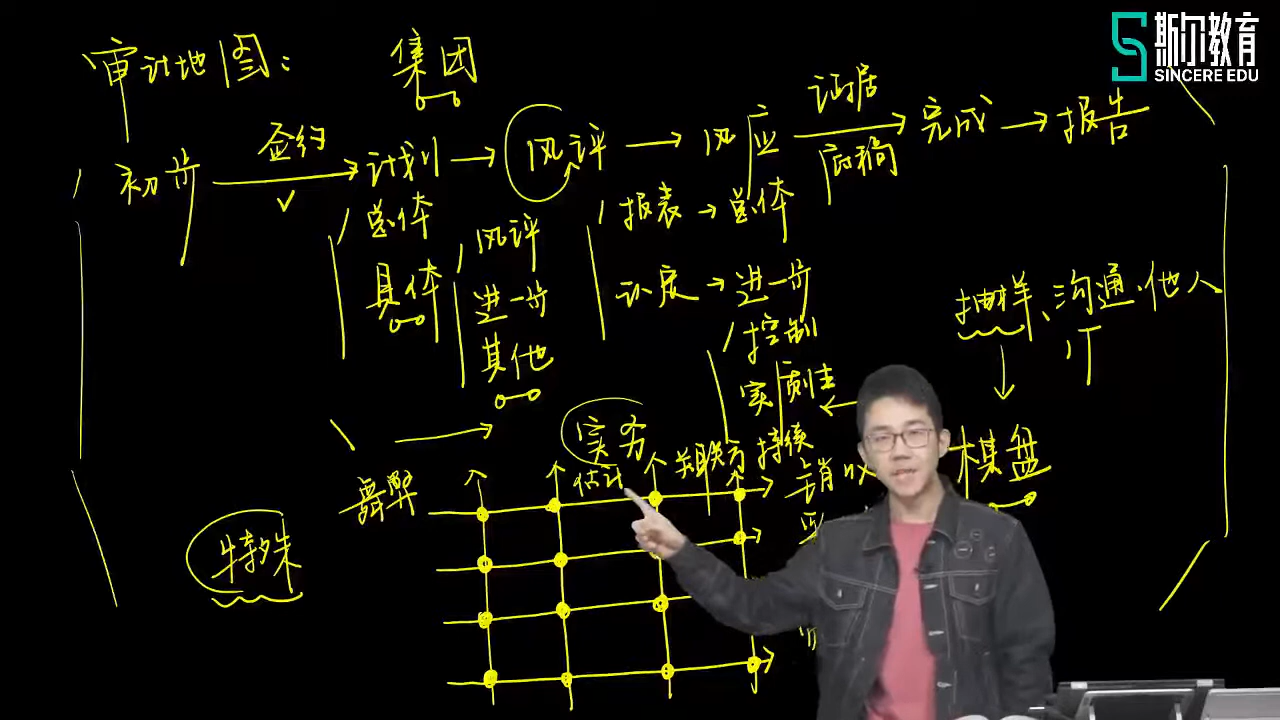 斯尔教育
SINCERE EDU
审计地图： 集团
初步 签约 计划 → 风评 → 风应 证据 底稿 完成 → 报告
总体
具体
风评
进一步
其他
报表 → 总体
认定 → 进一步
控制
实质性
抽样、沟通、他人
IT
棋盘
实务
舞弊 估计 关联方 持续
销收
特殊